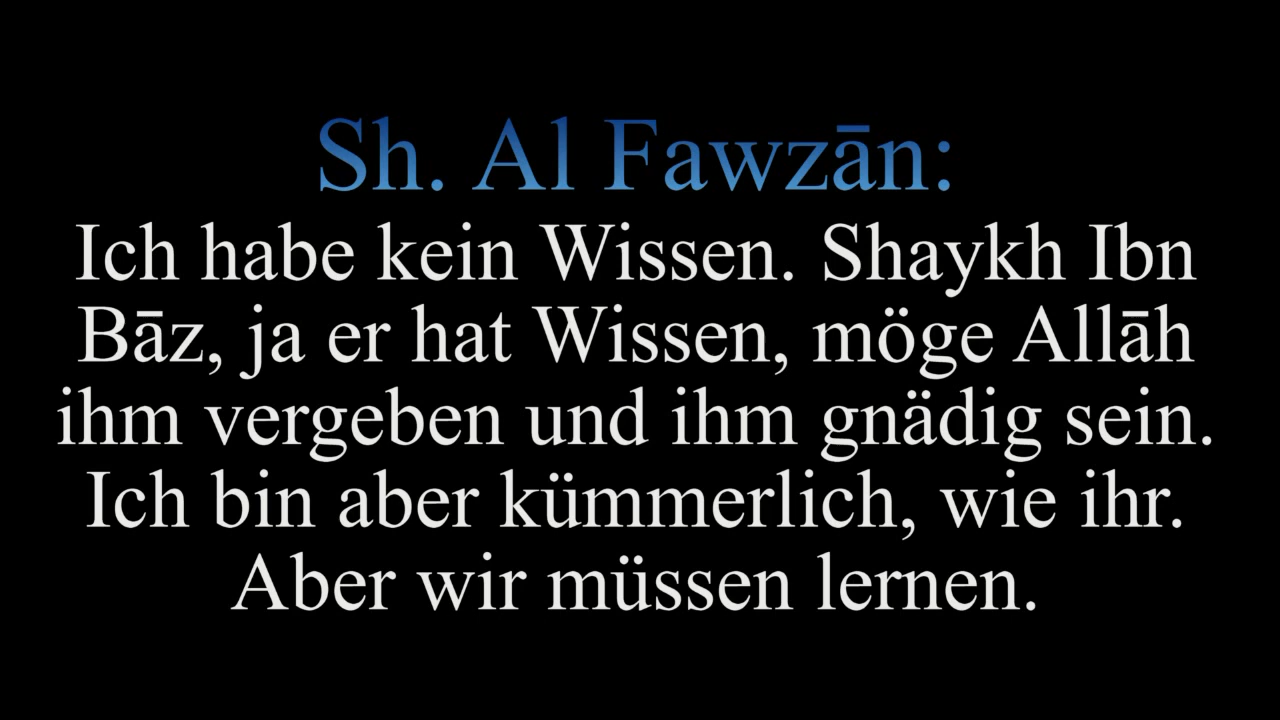 Sh. Al Fawzān:
Ich habe kein Wissen. Shaykh Ibn
Bāz, ja er hat Wissen, möge Allāh
ihm vergeben und ihm gnädig sein.
Ich bin aber kümmerlich, wie ihr.
Aber wir müssen lernen.